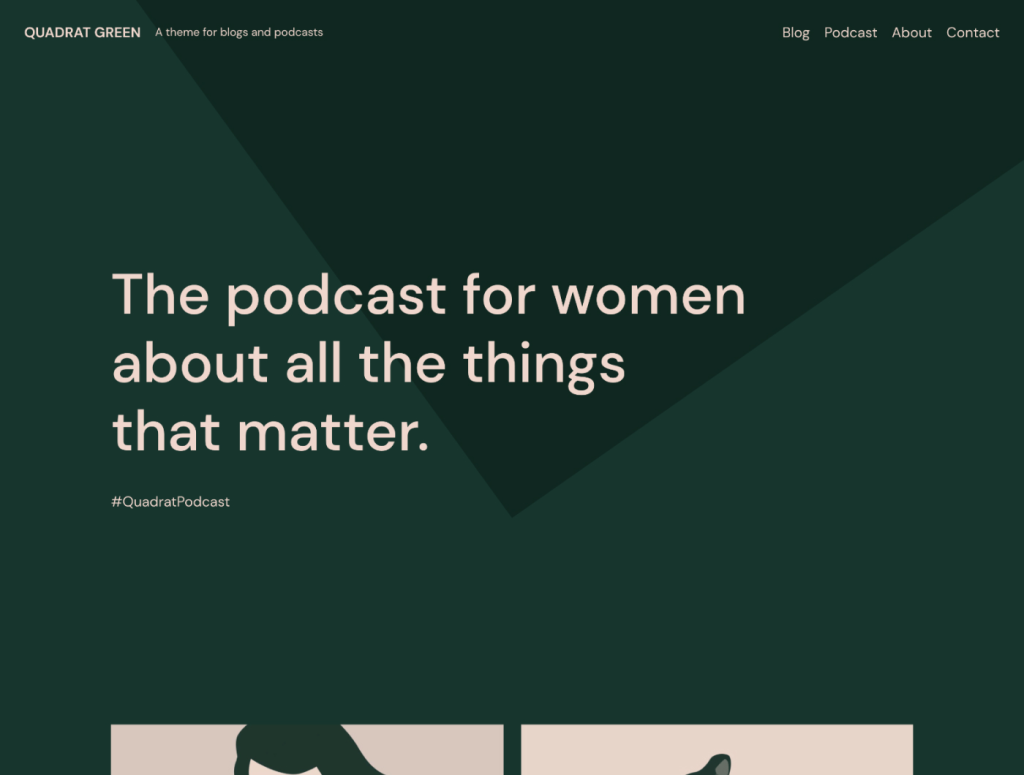 QUADRAT GREEN A theme for blogs and podcasts Blog Podcast About Contact
The podcast for women
about all the things
that matter.
#QuadratPodcast